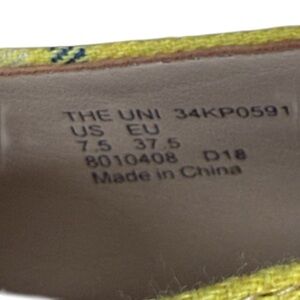 THE UNI 34KP0591
US EU
7.5 37.5
8010408 D18
Made in China